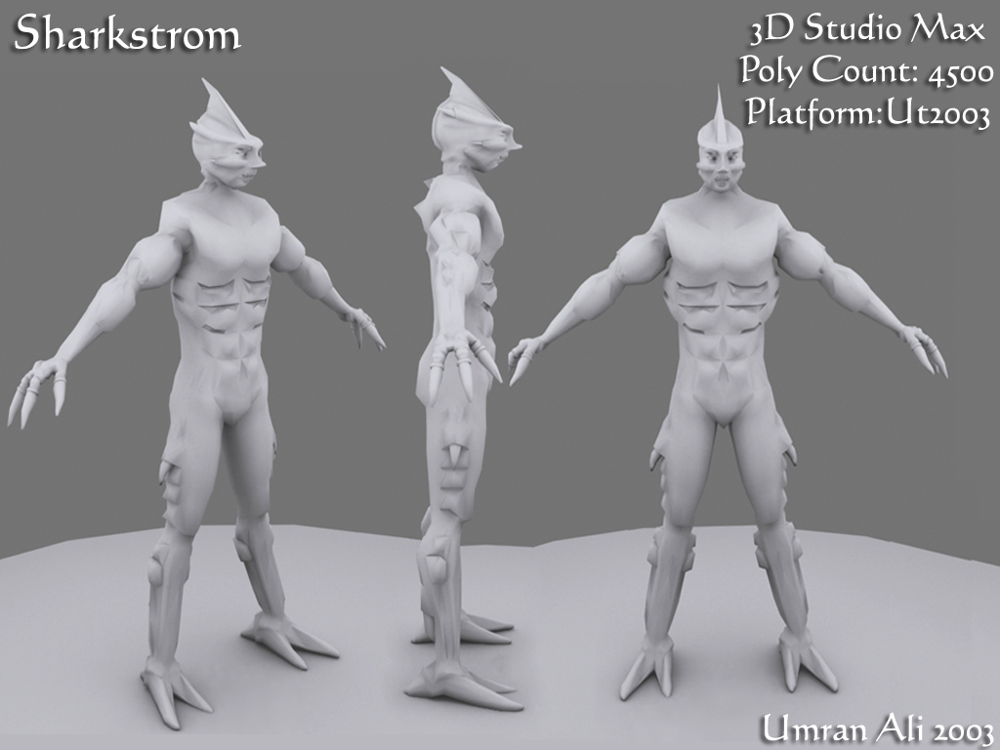 Sharkstrom
3D Studio Max
Poly Count: 4500
Platform:Ut2003
Umran Ali 2003